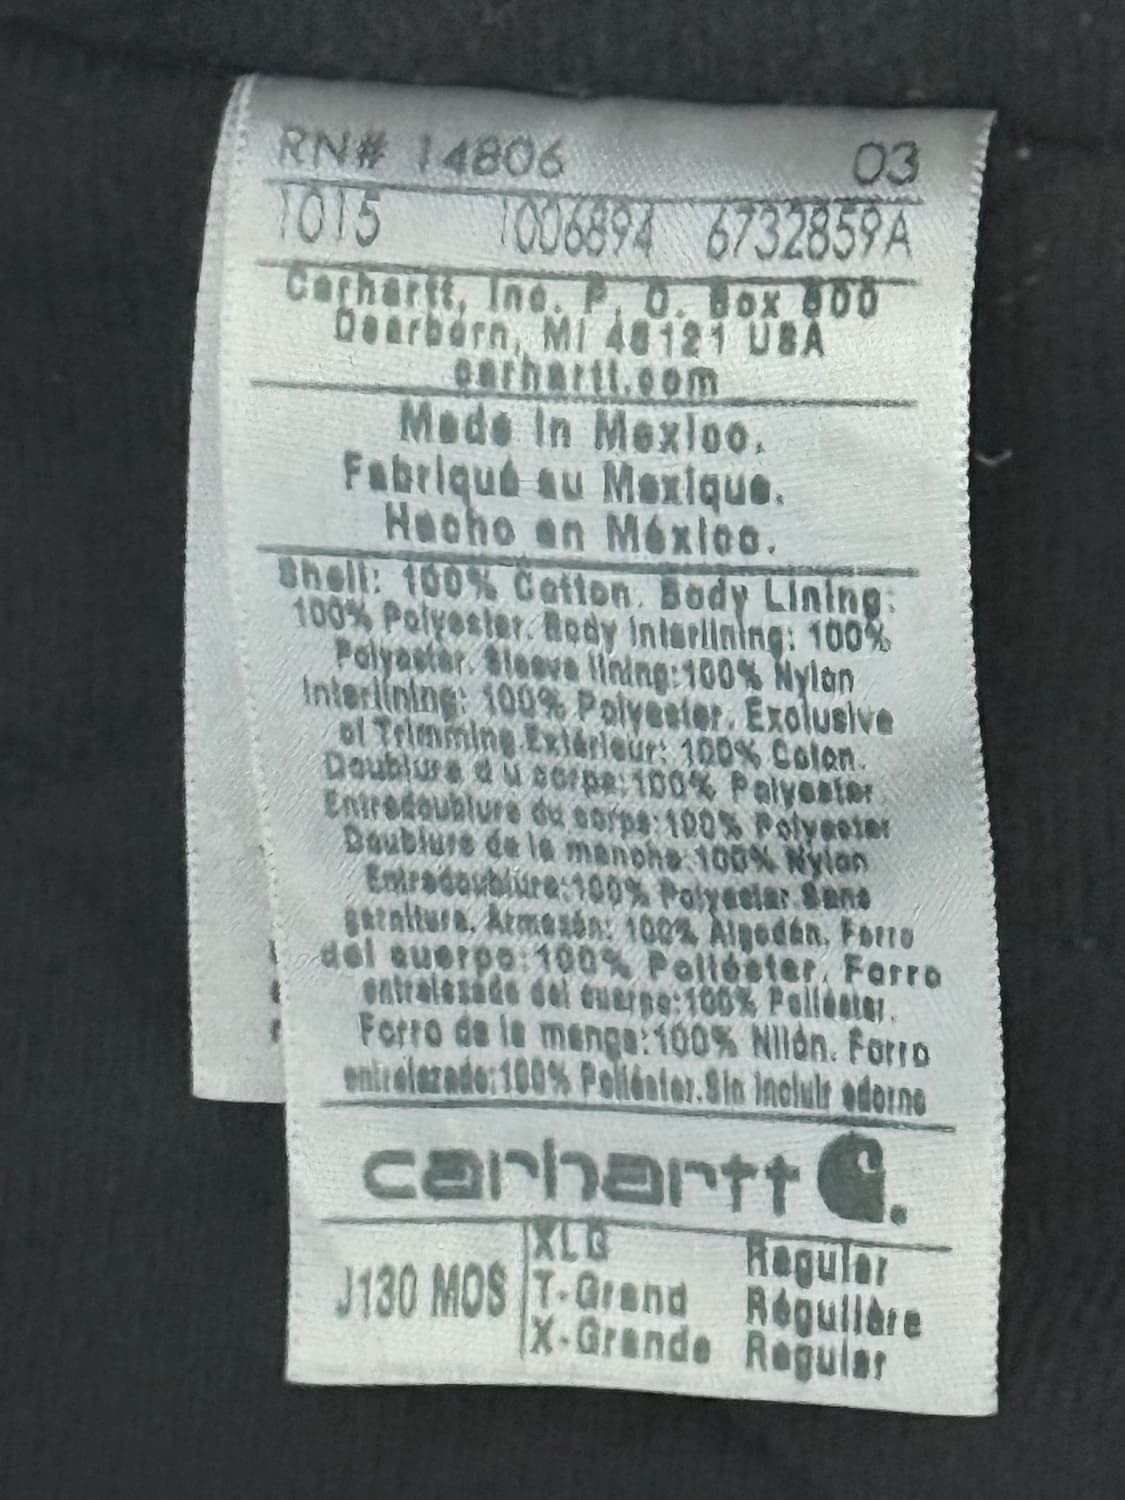 RN# 14806 03
1015 1006894 6732859A
Carhartt, Inc. P. O. Box 600
Dearborn, MI 48121 USA
carhartt.com
Made in Mexico.
Fabriqué au Mexique.
Hecho en México.
Shell: 100% Cotton. Body Lining:
100% Polyester. Body Interlining: 100%
Polyester. Sleeve lining:100% Nylon
Interlining: 100% Polyester. Exclusive
of Trimming.Extérieur: 100% Coton.
Doublure d u corps:100% Polyester
Entredoublure du corps:100% Polyester
Doublure de la manche:100% Nylon
Entredoublure:100% Polyester.Sans
garniture. Armazón: 100% Algodón. Forro
del cuerpo:100% Poliéster. Forro
entrelazado del cuerpo:100% Poliéster.
Forro de la manga:100% Nilón. Forro
entrelazado:100% Poliéster.Sin incluir adorno
carhartt
J130 MOS XLG Regular
T-Grand Régulière
X-Grande Regular